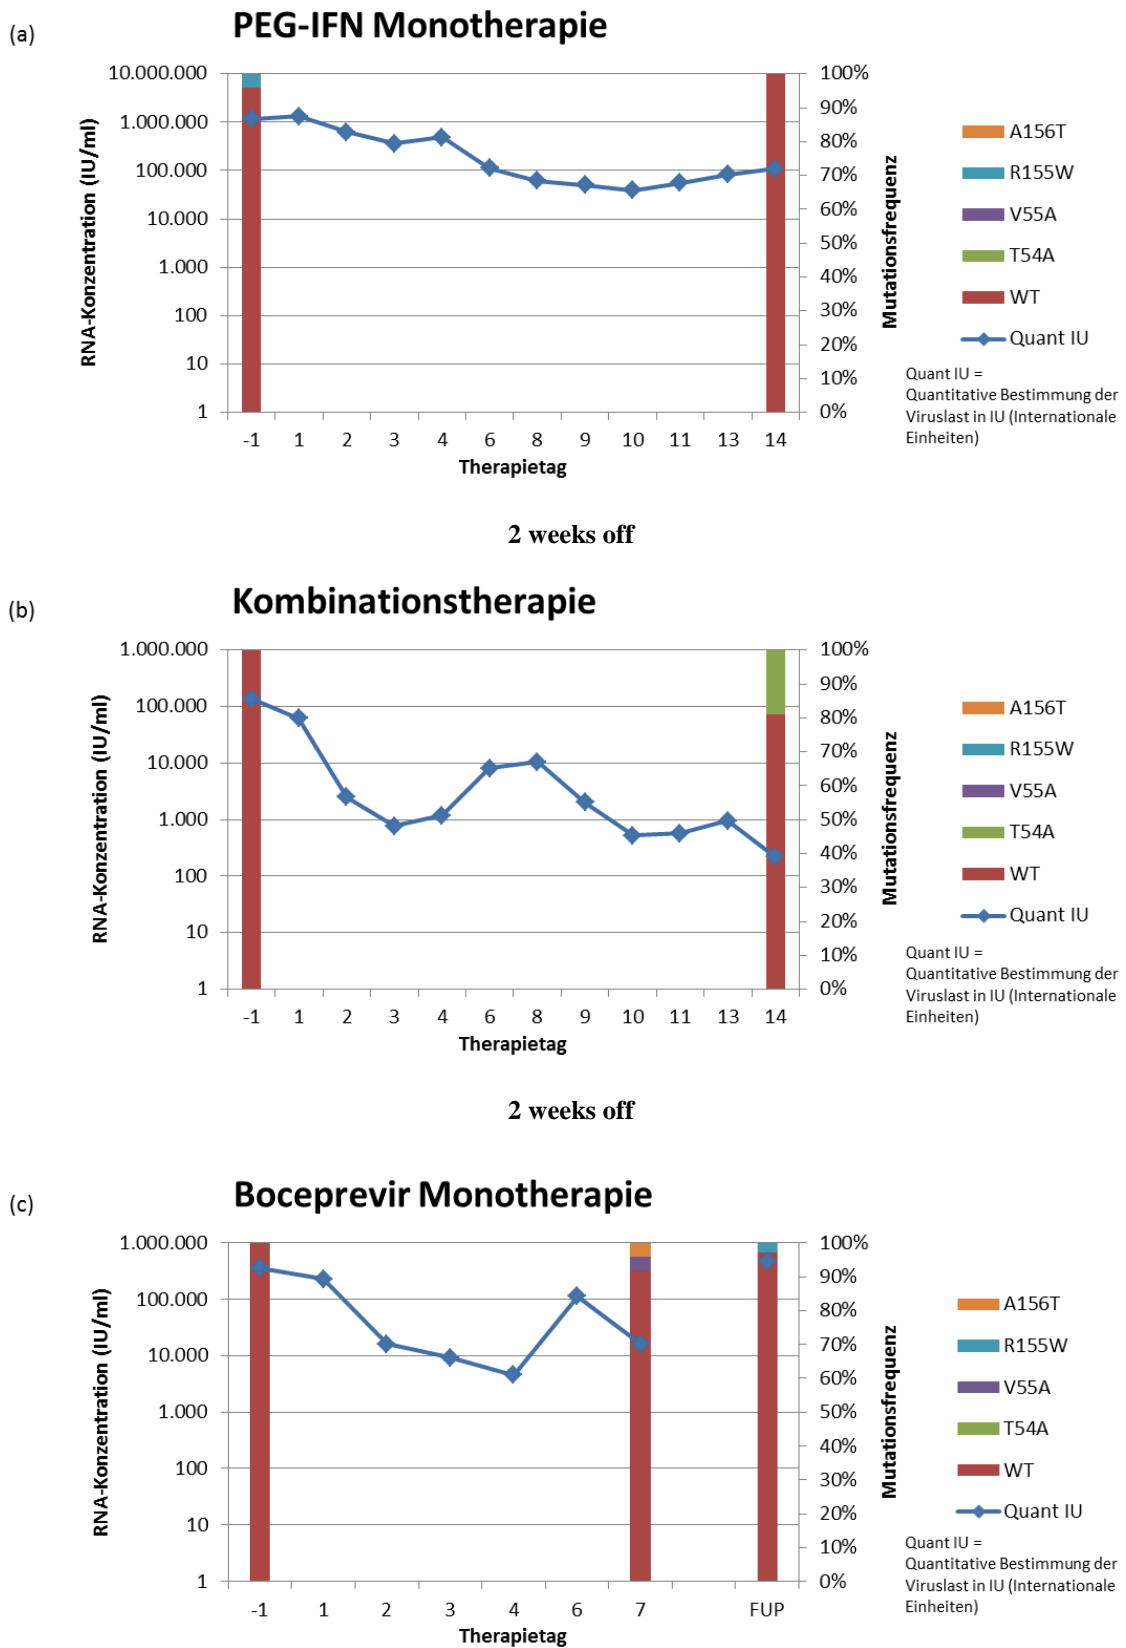 (a)
PEG-IFN Monotherapie
RNA-Konzentration (IU/ml)
10.000.000
1.000.000
100.000
10.000
1.000
100
10
1
100%
90%
80%
70%
60%
50%
40%
30%
20%
10%
0%
Mutationsfrequenz
-1 1 2 3 4 6 8 9 10 11 13 14
Therapietag
A156T
R155W
V55A
T54A
WT
Quant IU
Quant IU =
Quantitative Bestimmung der
Viruslast in IU (Internationale
Einheiten)
2 weeks off
(b)
Kombinationstherapie
RNA-Konzentration (IU/ml)
1.000.000
100.000
10.000
1.000
100
10
1
100%
90%
80%
70%
60%
50%
40%
30%
20%
10%
0%
Mutationsfrequenz
-1 1 2 3 4 6 8 9 10 11 13 14
Therapietag
A156T
R155W
V55A
T54A
WT
Quant IU
Quant IU =
Quantitative Bestimmung der
Viruslast in IU (Internationale
Einheiten)
2 weeks off
(c)
Boceprevir Monotherapie
RNA-Konzentration (IU/ml)
1.000.000
100.000
10.000
1.000
100
10
1
100%
90%
80%
70%
60%
50%
40%
30%
20%
10%
0%
Mutationsfrequenz
-1 1 2 3 4 6 7 FUP
Therapietag
A156T
R155W
V55A
T54A
WT
Quant IU
Quant IU =
Quantitative Bestimmung der
Viruslast in IU (Internationale
Einheiten)